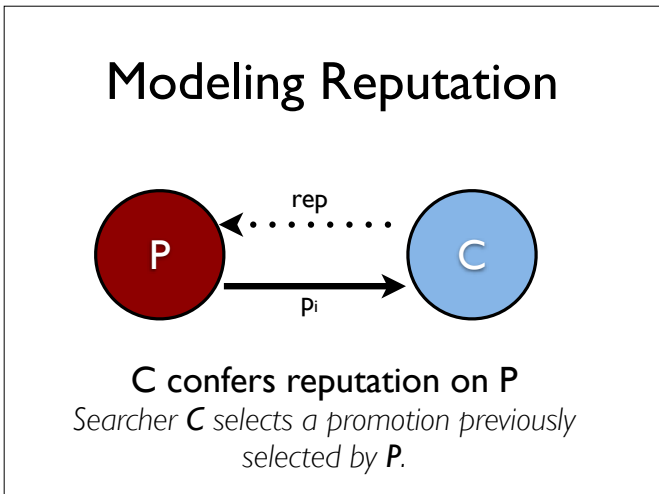 Modeling Reputation
rep
P
C
pi
C confers reputation on P
Searcher C selects a promotion previously
selected by P.